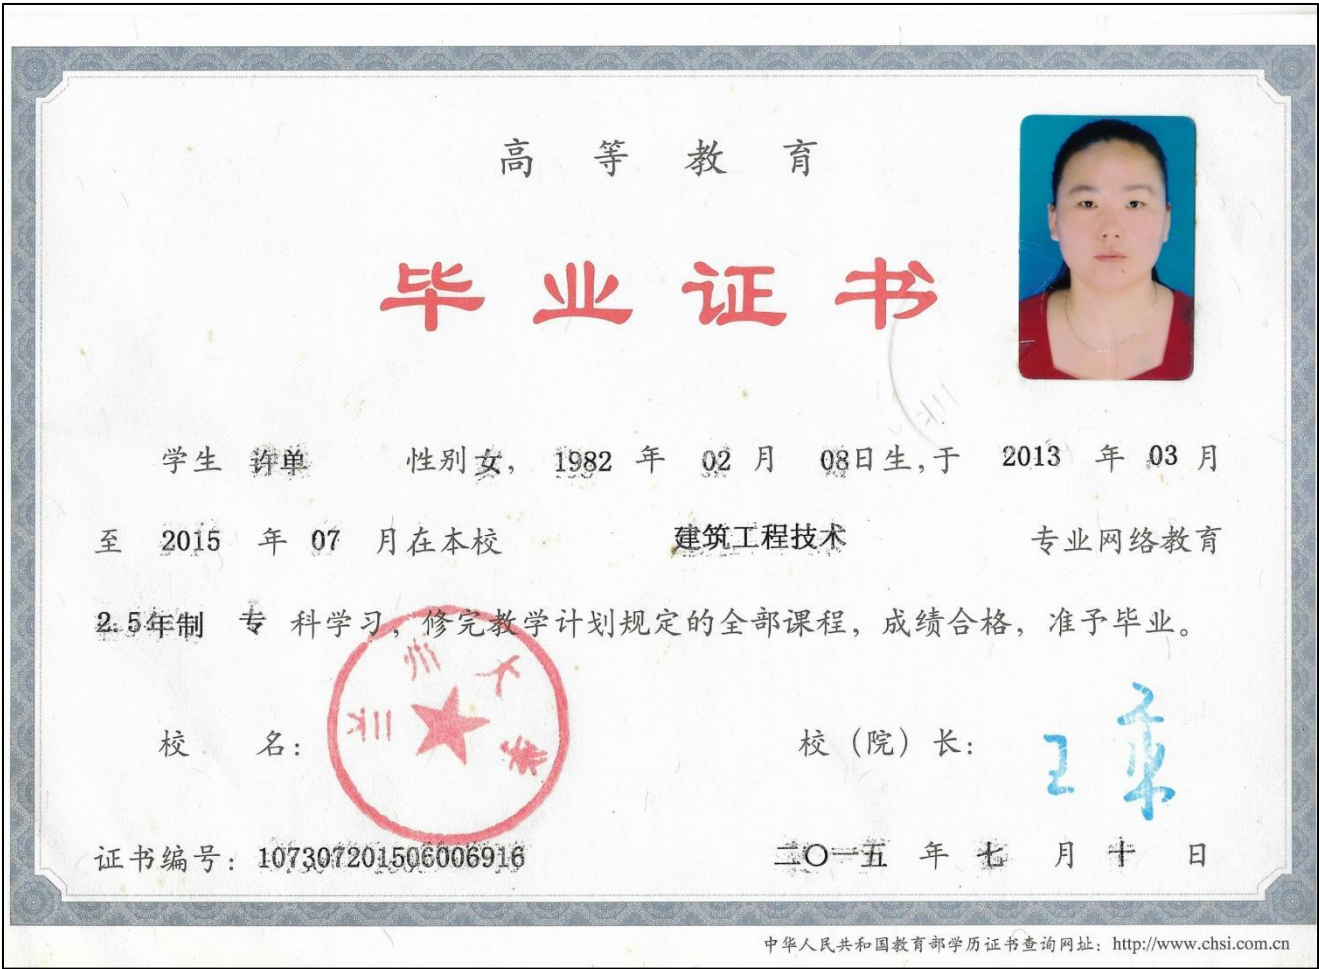 高等教育
毕业证书
学生 许单 性别女，1982 年 02 月 08日生,于 2013 年 03 月
至 2015 年 07 月在本校 建筑工程技术 专业网络教育
2.5年制 专 科学习，修完教学计划规定的全部课程，成绩合格，准予毕业。
兰州大学
校 名： 校（院）长：
证书编号：107307201506006916 二〇一五 年 七 月 十 日
中华人民共和国教育部学历证书查询网址：http://www.chsi.com.cn